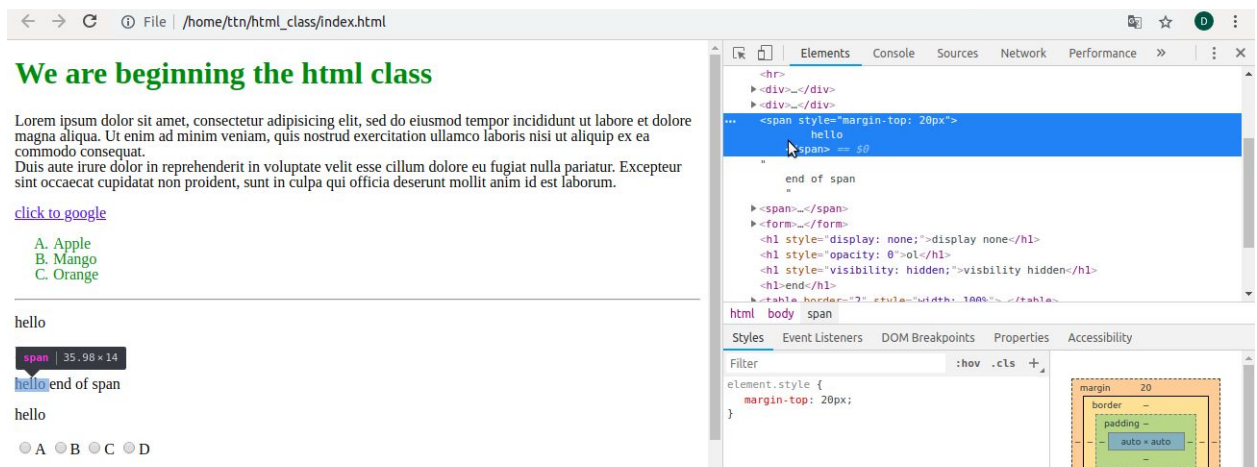 File | /home/ttn/html_class/index.html
D
We are beginning the html class
Lorem ipsum dolor sit amet, consectetur adipisicing elit, sed do eiusmod tempor incididunt ut labore et dolore
magna aliqua. Ut enim ad minim veniam, quis nostrud exercitation ullamco laboris nisi ut aliquip ex ea
commodo consequat.
Duis aute irure dolor in reprehenderit in voluptate velit esse cillum dolore eu fugiat nulla pariatur. Excepteur
sint occaecat cupidatat non proident, sunt in culpa qui officia deserunt mollit anim id est laborum.
click to google
A. Apple
B. Mango
C. Orange
hello
span | 35.98×14
hello end of span
hello
A B C D
Elements Console Sources Network Performance »
<hr>
<div>…</div>
<div>…</div>
<span style="margin-top: 20px">
hello
span> == $0
"
end of span
"
<span>…</span>
<form>…</form>
<h1 style="display: none;">display none</h1>
<h1 style="opacity: 0">ol</h1>
<h1 style="visibility: hidden;">visbility hidden</h1>
<h1>end</h1>
<table border="2" style="width: 100%"> </table>
html body span
Styles Event Listeners DOM Breakpoints Properties Accessibility
Filter :hov .cls +
element.style {
margin-top: 20px;
}
margin 20
border –
padding –
auto × auto
–